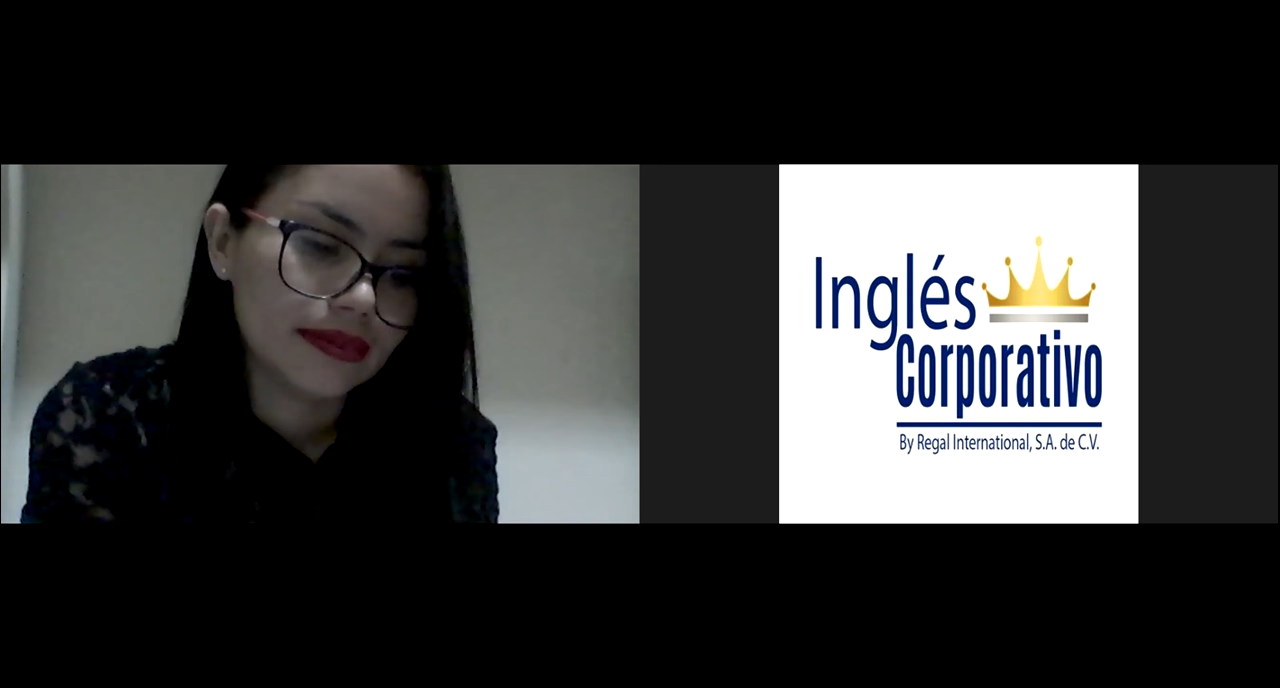 Inglés
Corporativo
By Regal International, S.A. de C.V.